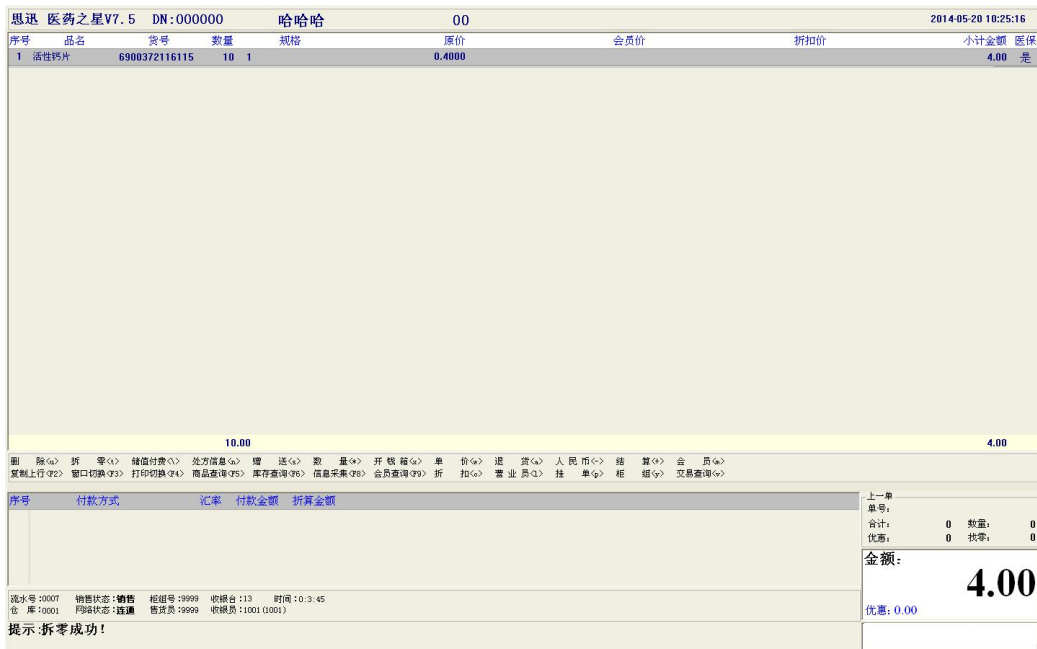 思迅 医药之星V7.5 DN:000000 哈哈哈 00 2014-05-20 10:25:16
序号 品名 货号 数量 规格 原价 会员价 折扣价 小计金额 医保
1 活性钙片 6900372116115 10 1 0.4000 4.00 是
10.00 4.00
删 除<u> 拆 零<t> 储值付费<\> 处方信息<n> 赠 送<s> 数 量<*> 开 钱 箱<z> 单 价<e> 退 货<a> 人 民 币<-> 结 算<+> 会 员<m>
复制上行<F2> 窗口切换<F3> 打印切换<F4> 商品查询<F5> 库存查询<F6> 信息采集<F8> 会员查询<F9> 折 扣<o> 营 业 员<l> 挂 单<p> 柜 组<y> 交易查询<v>
序号 付款方式 汇率 付款金额 折算金额
上一单
单号:
合计: 0 数量: 0
优惠: 0 找零: 0
金额:
4.00
优惠: 0.00
流水号:0007 销售状态:销售 柜组号:9999 收银台:13 时间:0:3:45
仓 库:0001 网络状态:连通 售货员:9999 收银员:1001(1001)
提示:拆零成功!